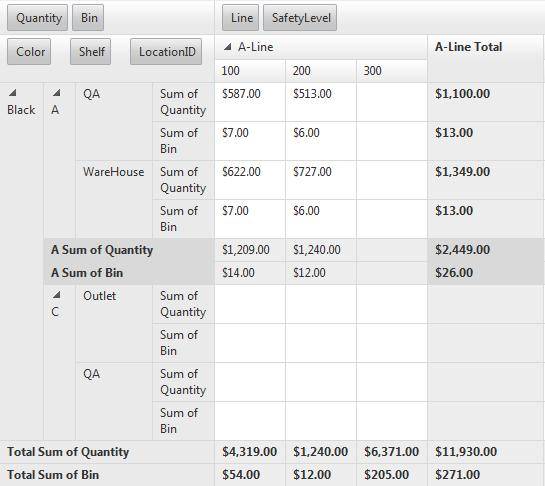 Quantity Bin Line SafetyLevel
Color Shelf LocationID A-Line A-Line Total
100 200 300
Black A QA Sum of Quantity $587.00 $513.00 $1,100.00
Sum of Bin $7.00 $6.00 $13.00
WareHouse Sum of Quantity $622.00 $727.00 $1,349.00
Sum of Bin $7.00 $6.00 $13.00
A Sum of Quantity $1,209.00 $1,240.00 $2,449.00
A Sum of Bin $14.00 $12.00 $26.00
C Outlet Sum of Quantity
Sum of Bin
QA Sum of Quantity
Sum of Bin
Total Sum of Quantity $4,319.00 $1,240.00 $6,371.00 $11,930.00
Total Sum of Bin $54.00 $12.00 $205.00 $271.00